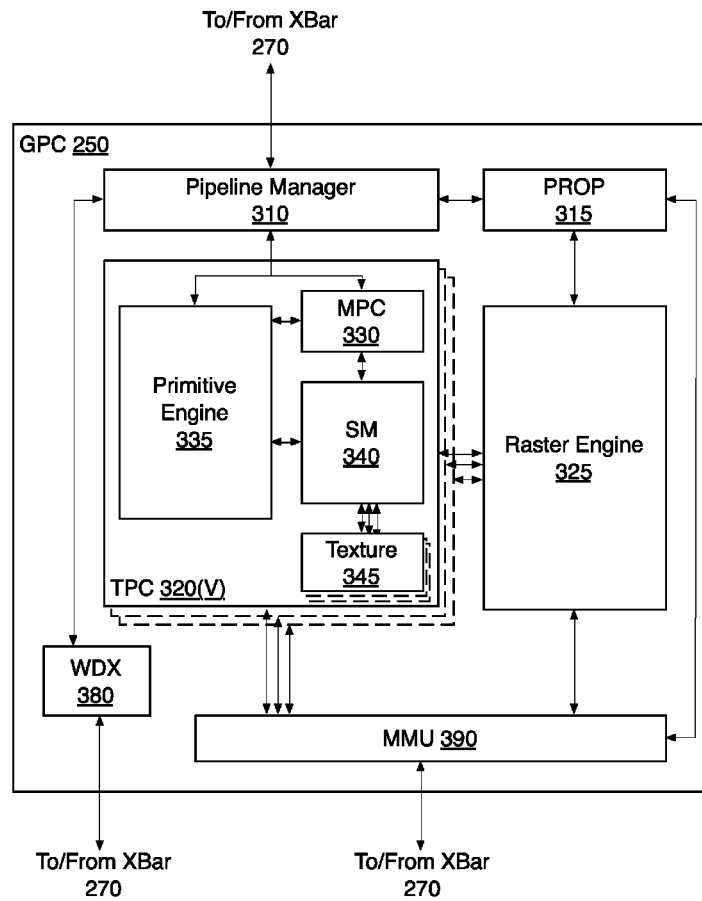 To/From XBar
270
GPC 250
Pipeline Manager
310
PROP
315
MPC
330
Primitive
Engine
335
SM
340
Raster Engine
325
Texture
345
TPC 320(V)
WDX
380
MMU 390
To/From XBar
270
To/From XBar
270